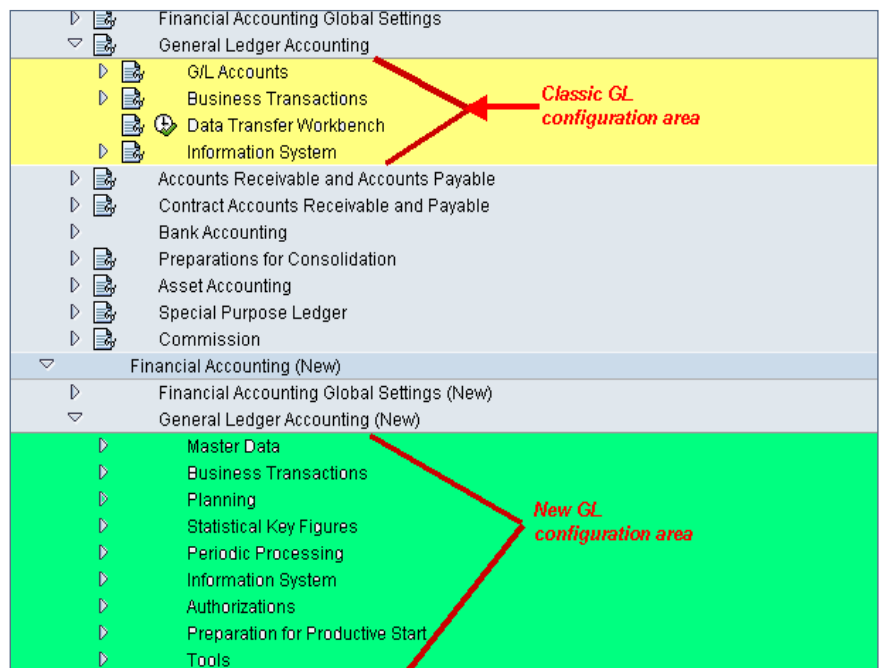 Financial Accounting Global Settings
General Ledger Accounting
G/L Accounts
Business Transactions
Data Transfer Workbench
Information System
Classic GL
configuration area
Accounts Receivable and Accounts Payable
Contract Accounts Receivable and Payable
Bank Accounting
Preparations for Consolidation
Asset Accounting
Special Purpose Ledger
Commission
Financial Accounting (New)
Financial Accounting Global Settings (New)
General Ledger Accounting (New)
Master Data
Business Transactions
Planning
Statistical Key Figures
Periodic Processing
Information System
Authorizations
Preparation for Productive Start
Tools
New GL
configuration area